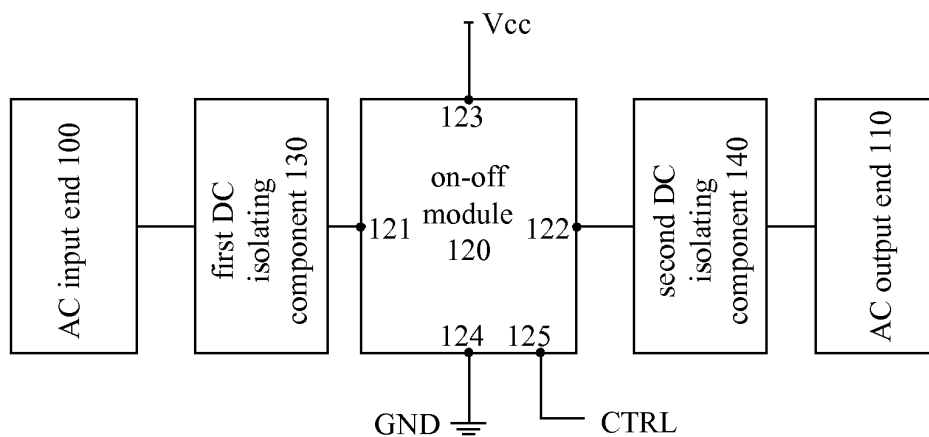 Vcc
AC input end 100
first DC
isolating
component 130
123
on-off
module
120
121
122
124
125
second DC
isolating
component 140
AC output end 110
GND
CTRL